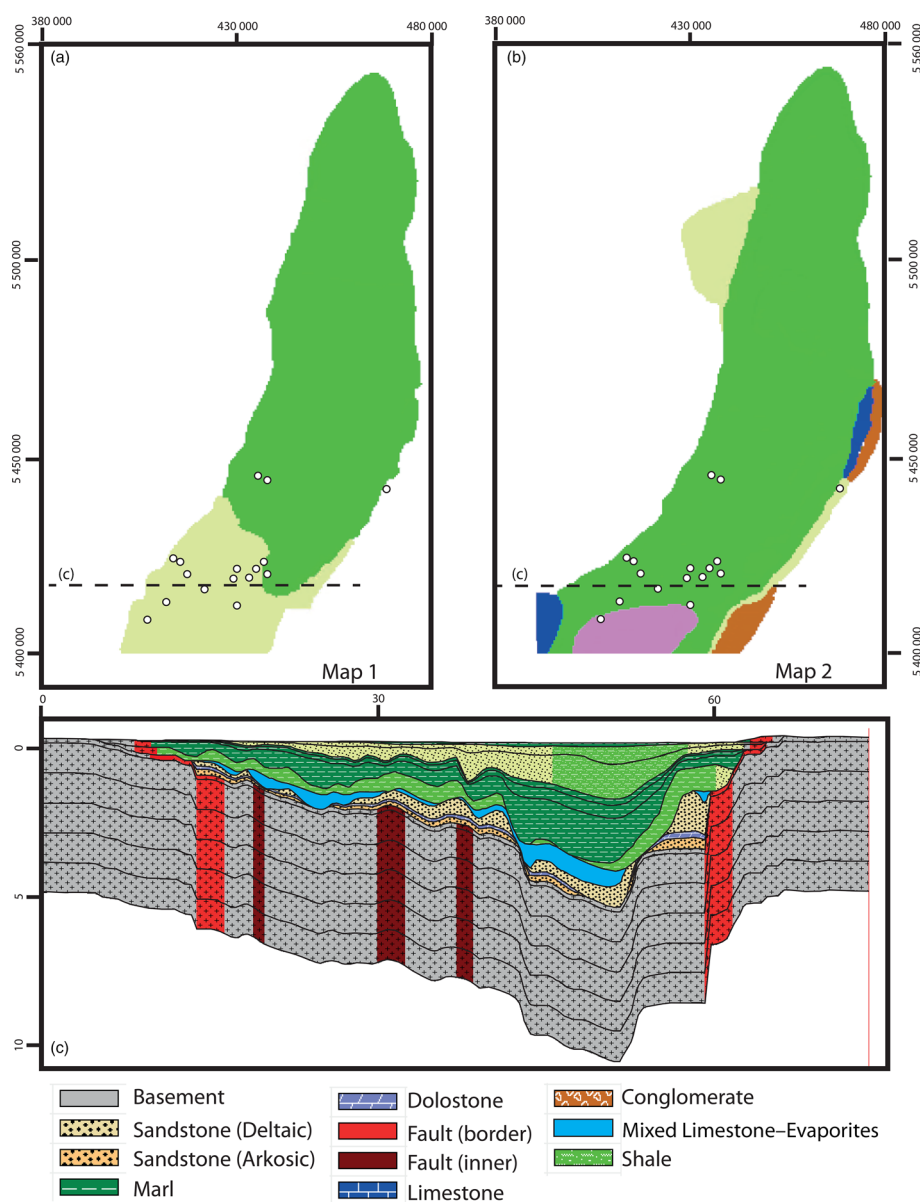 380 000 430 000 480 000 380 000 430 000 480 000
5 560 000 (a) (b) 5 560 000
5 500 000 5 500 000
5 450 000 5 450 000
(c) (c)
5 400 000 Map 1 Map 2 5 400 000
0 30 60
0
5
10 (c)
Basement Dolostone Conglomerate
Sandstone (Deltaic) Fault (border) Mixed Limestone–Evaporites
Sandstone (Arkosic) Fault (inner) Shale
Marl Limestone